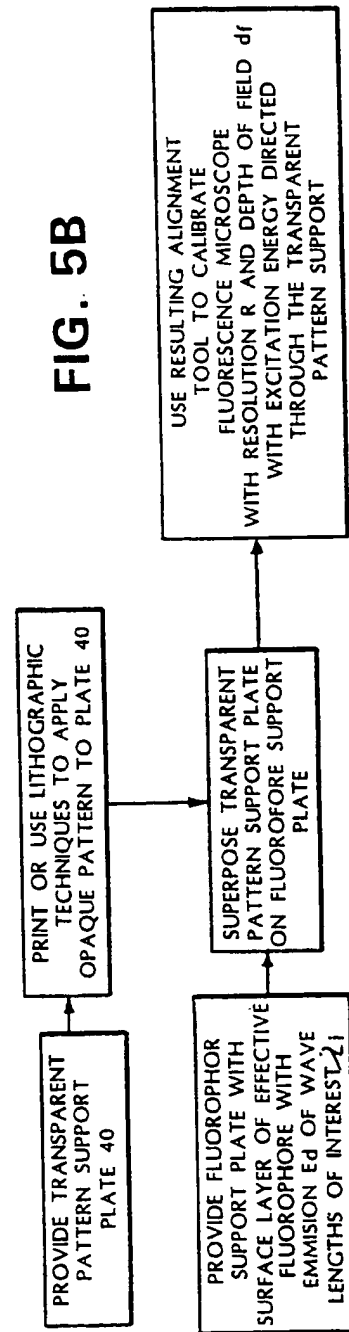 FIG. 5B
PROVIDE TRANSPARENT
PATTERN SUPPORT
PLATE 40
PRINT OR USE LITHOGRAPHIC
TECHNIQUES TO APPLY
OPAQUE PATTERN TO PLATE 40
PROVIDE FLUOROPHOR
SUPPORT PLATE WITH
SURFACE LAYER OF EFFECTIVE
FLUOROPHORE WITH
EMMISION Ed OF WAVE
LENGTHS OF INTEREST λi
SUPERPOSE TRANSPARENT
PATTERN SUPPORT PLATE
ON FLUOROFORE SUPPORT
PLATE
USE RESULTING ALIGNMENT
TOOL TO CALIBRATE
FLUORESCENCE MICROSCOPE
WITH RESOLUTION R AND DEPTH OF FIELD df
WITH EXCITATION ENERGY DIRECTED
THROUGH THE TRANSPARENT
PATTERN SUPPORT